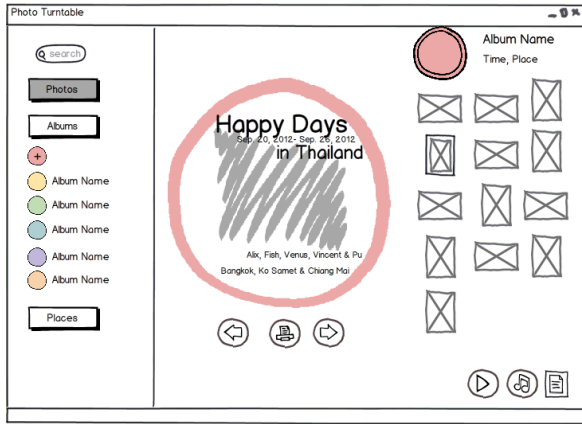 Photo Turntable
search
Photos
Albums
+
Album Name
Album Name
Album Name
Album Name
Album Name
Places
Happy Days
Sep. 20, 2012- Sep. 26, 2012
in Thailand
Alix, Fish, Venus, Vincent & Pu
Bangkok, Ko Samet & Chiang Mai
Album Name
Time, Place